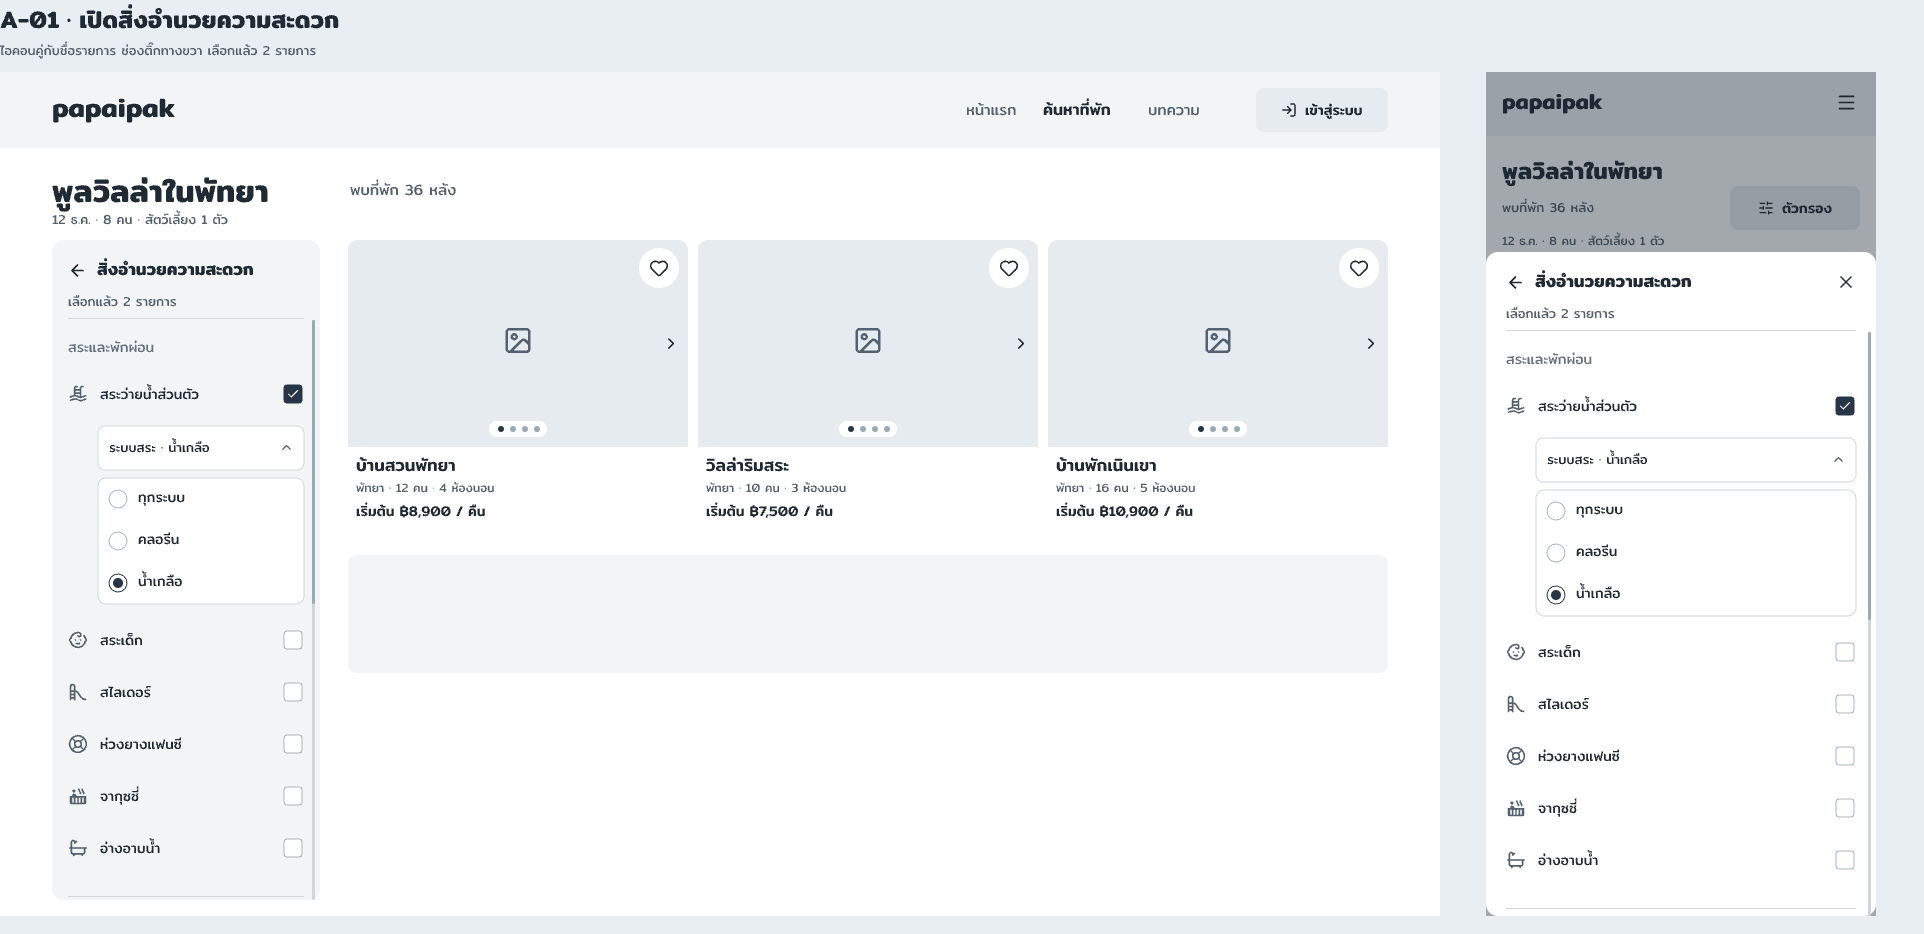 A-01 · เปิดสิ่งอำนวยความสะดวก
ไอคอนคู่กับชื่อรายการ ช่องติ๊กทางขวา เลือกแล้ว 2 รายการ
papaipak
หน้าแรก
ค้นหาที่พัก
บทความ
เข้าสู่ระบบ
พูลวิลล่าในพัทยา
12 ธ.ค. · 8 คน · สัตว์เลี้ยง 1 ตัว
พบที่พัก 36 หลัง
สิ่งอำนวยความสะดวก
เลือกแล้ว 2 รายการ
สระและพักผ่อน
สระว่ายน้ำส่วนตัว
ระบบสระ · น้ำเกลือ
ทุกระบบ
คลอรีน
น้ำเกลือ
สระเด็ก
สไลเดอร์
ห่วงยางแฟนซี
จากุซซี่
อ่างอาบน้ำ
บ้านสวนพัทยา
พัทยา · 12 คน · 4 ห้องนอน
เริ่มต้น ฿8,900 / คืน
วิลล่าริมสระ
พัทยา · 10 คน · 3 ห้องนอน
เริ่มต้น ฿7,500 / คืน
บ้านพักเนินเขา
พัทยา · 16 คน · 5 ห้องนอน
เริ่มต้น ฿10,900 / คืน
papaipak
พูลวิลล่าในพัทยา
พบที่พัก 36 หลัง
ตัวกรอง
12 ธ.ค. · 8 คน · สัตว์เลี้ยง 1 ตัว
สิ่งอำนวยความสะดวก
เลือกแล้ว 2 รายการ
สระและพักผ่อน
สระว่ายน้ำส่วนตัว
ระบบสระ · น้ำเกลือ
ทุกระบบ
คลอรีน
น้ำเกลือ
สระเด็ก
สไลเดอร์
ห่วงยางแฟนซี
จากุซซี่
อ่างอาบน้ำ